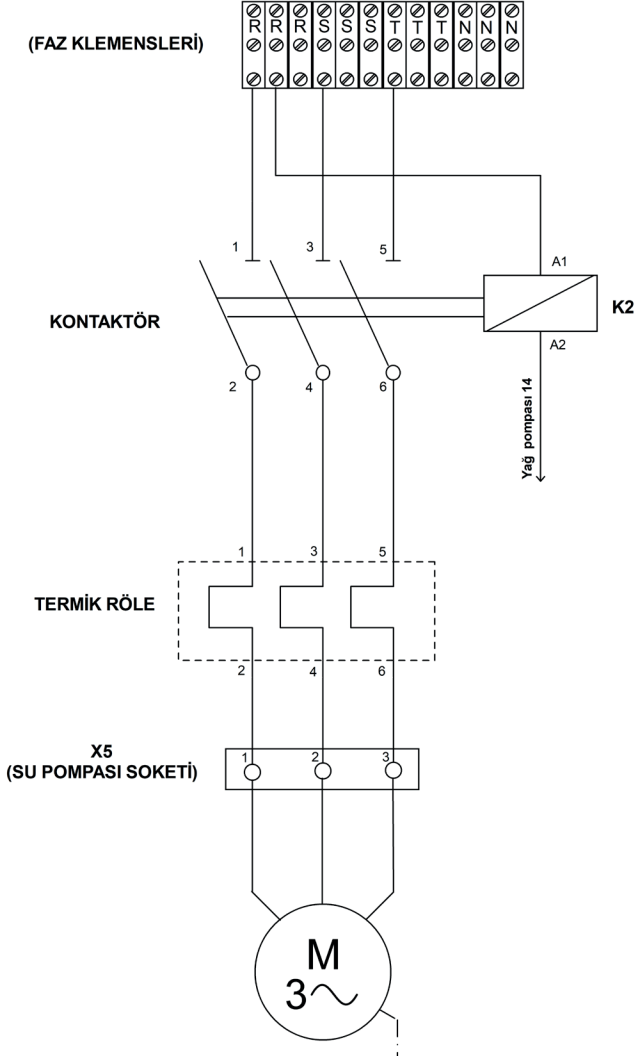 R R R S S S T T T N N N
(FAZ KLEMENSLERİ)
1 3 5
A1
K2
KONTAKTÖR
A2
2 4 6
Yağ pompası 14
1 3 5
TERMİK RÖLE
2 4 6
X5
(SU POMPASI SOKETİ)
1 2 3
M
3